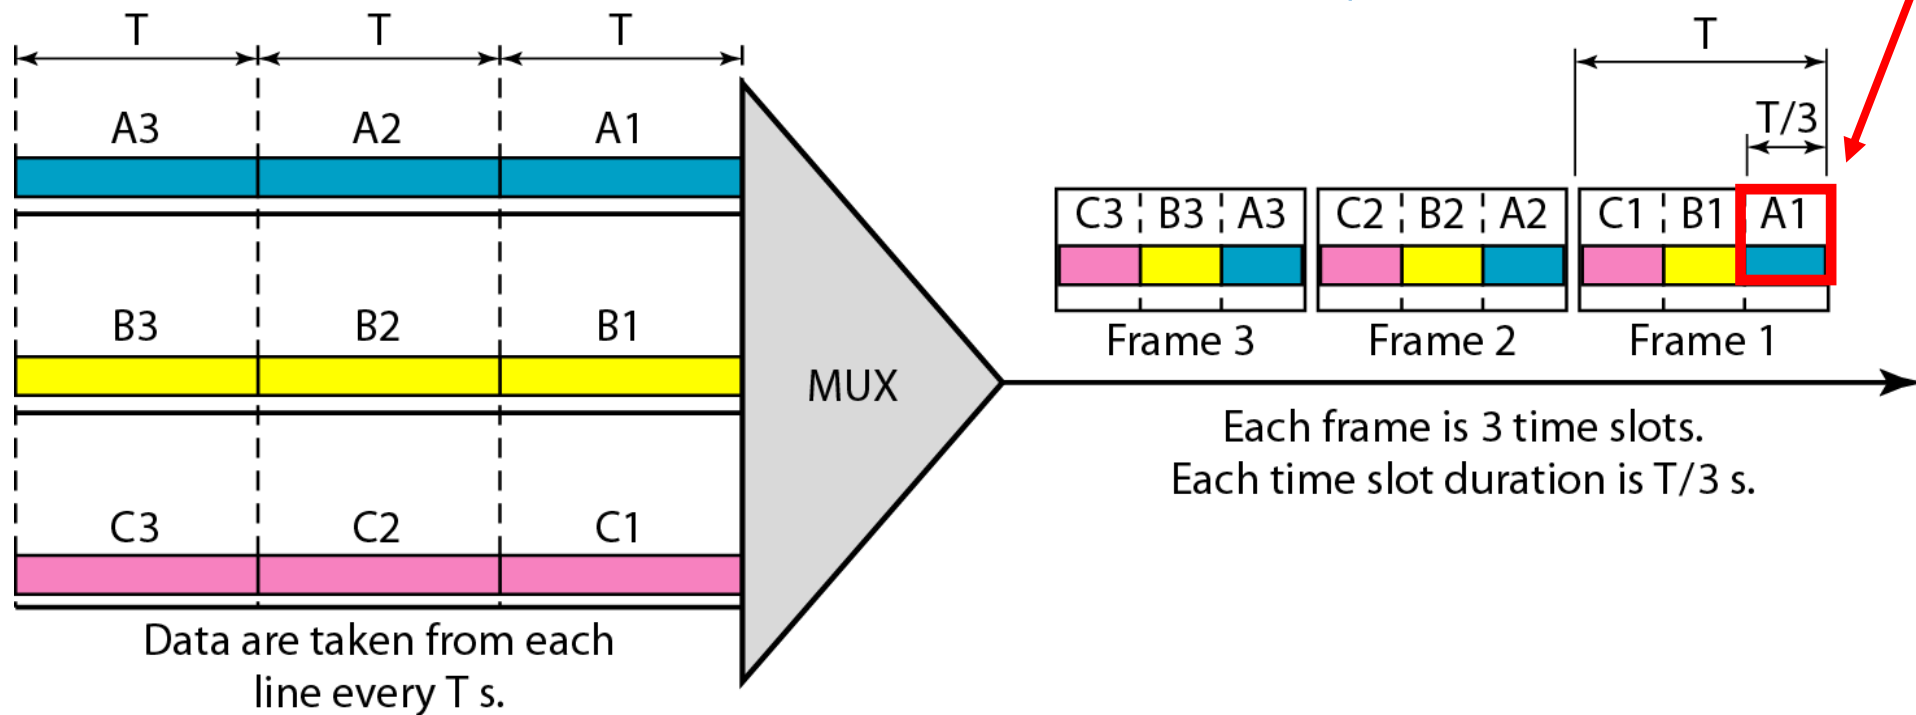 T T T
T
T/3
A3 A2 A1
C3 B3 A3 C2 B2 A2 C1 B1 A1
B3 B2 B1
Frame 3 Frame 2 Frame 1
MUX
Each frame is 3 time slots.
Each time slot duration is T/3 s.
C3 C2 C1
Data are taken from each
line every T s.